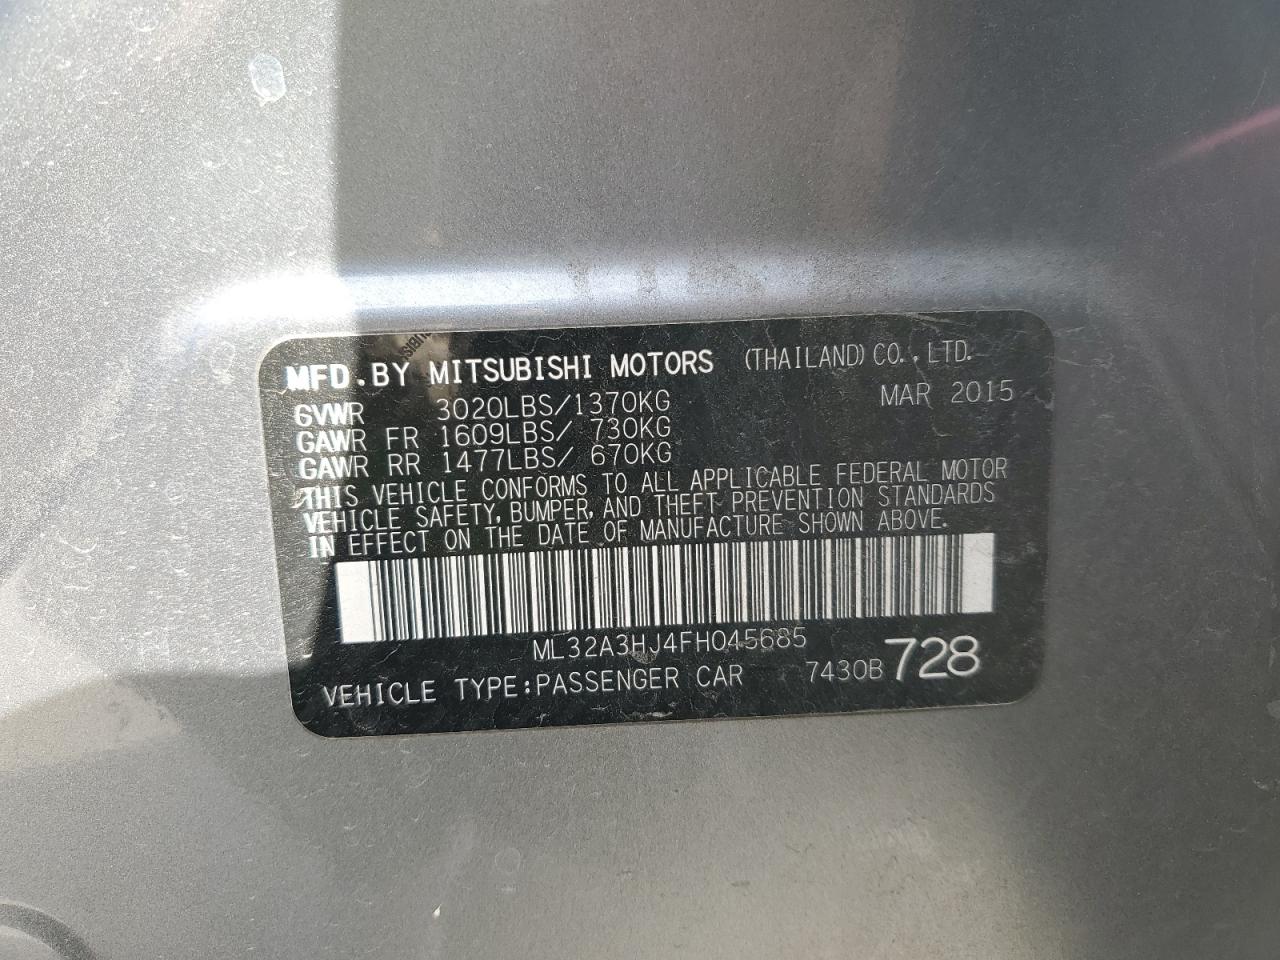 MFD.BY MITSUBISHI MOTORS (THAILAND) CO., LTD.
GVWR 3020LBS/1370KG MAR 2015
GAWR FR 1609LBS/ 730KG
GAWR RR 1477LBS/ 670KG
THIS VEHICLE CONFORMS TO ALL APPLICABLE FEDERAL MOTOR
VEHICLE SAFETY, BUMPER, AND THEFT PREVENTION STANDARDS
IN EFFECT ON THE DATE OF MANUFACTURE SHOWN ABOVE.
ML32A3HJ4FH045685
VEHICLE TYPE:PASSENGER CAR 7430B 728